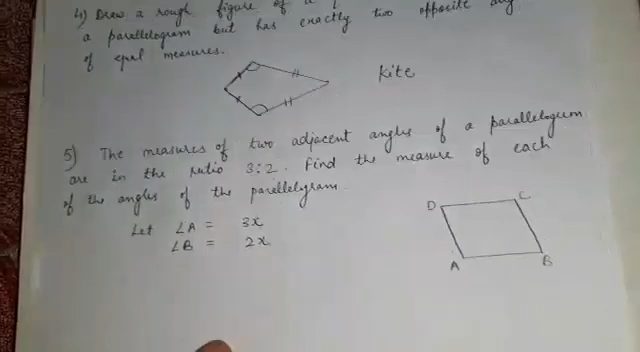 4) Draw a rough figure of a
a parallelogram but has exactly two opposite
of equal measures.
Kite
5) The measures of two adjacent angles of a parallelogram
are in the ratio 3:2. Find the measure of each
of the angles of the parallelogram.
Let ∠A = 3x
∠B = 2x
D C
A B